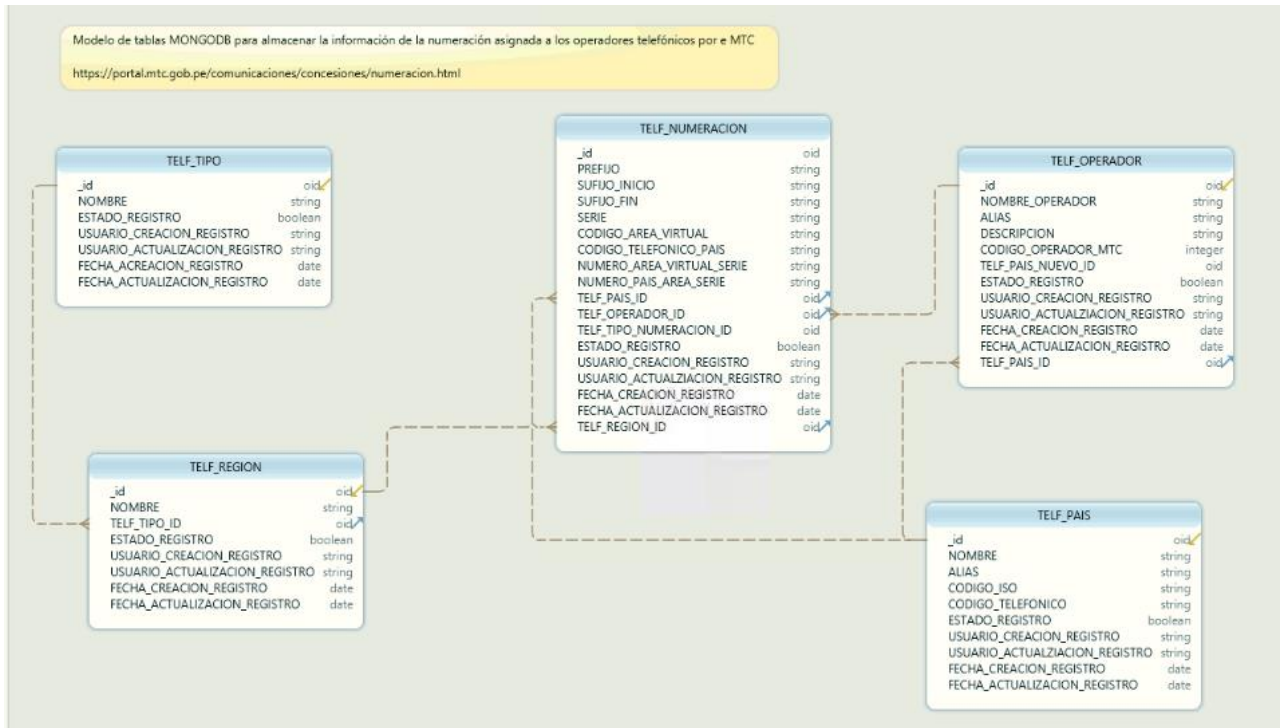 Modelo de tablas MONGODB para almacenar la información de la numeración asignada a los operadores telefónicos por e MTC
https://portal.mtc.gob.pe/comunicaciones/concesiones/numeracion.html
TELF_TIPO
_id oid
NOMBRE string
ESTADO_REGISTRO boolean
USUARIO_CREACION_REGISTRO string
USUARIO_ACTUALIZACION_REGISTRO string
FECHA_ACREACION_REGISTRO date
FECHA_ACTUALIZACION_REGISTRO date
TELF_NUMERACION
_id oid
PREFIJO string
SUFIJO_INICIO string
SUFIJO_FIN string
SERIE string
CODIGO_AREA_VIRTUAL string
CODIGO_TELEFONICO_PAIS string
NUMERO_AREA_VIRTUAL_SERIE string
NUMERO_PAIS_AREA_SERIE string
TELF_PAIS_ID oid
TELF_OPERADOR_ID oid
TELF_TIPO_NUMERACION_ID oid
ESTADO_REGISTRO boolean
USUARIO_CREACION_REGISTRO string
USUARIO_ACTUALZIACION_REGISTRO string
FECHA_CREACION_REGISTRO date
FECHA_ACTUALIZACION_REGISTRO date
TELF_REGION_ID oid
TELF_OPERADOR
_id oid
NOMBRE_OPERADOR string
ALIAS string
DESCRIPCION string
CODIGO_OPERADOR_MTC integer
TELF_PAIS_NUEVO_ID oid
ESTADO_REGISTRO boolean
USUARIO_CREACION_REGISTRO string
USUARIO_ACTUALZIACION_REGISTRO string
FECHA_CREACION_REGISTRO date
FECHA_ACTUALIZACION_REGISTRO date
TELF_PAIS_ID oid
TELF_REGION
_id oid
NOMBRE string
TELF_TIPO_ID oid
ESTADO_REGISTRO boolean
USUARIO_CREACION_REGISTRO string
USUARIO_ACTUALIZACION_REGISTRO string
FECHA_CREACION_REGISTRO date
FECHA_ACTUALIZACION_REGISTRO date
TELF_PAIS
_id oid
NOMBRE string
ALIAS string
CODIGO_ISO string
CODIGO_TELEFONICO string
ESTADO_REGISTRO boolean
USUARIO_CREACION_REGISTRO string
USUARIO_ACTUALZIACION_REGISTRO string
FECHA_CREACION_REGISTRO date
FECHA_ACTUALIZACION_REGISTRO date